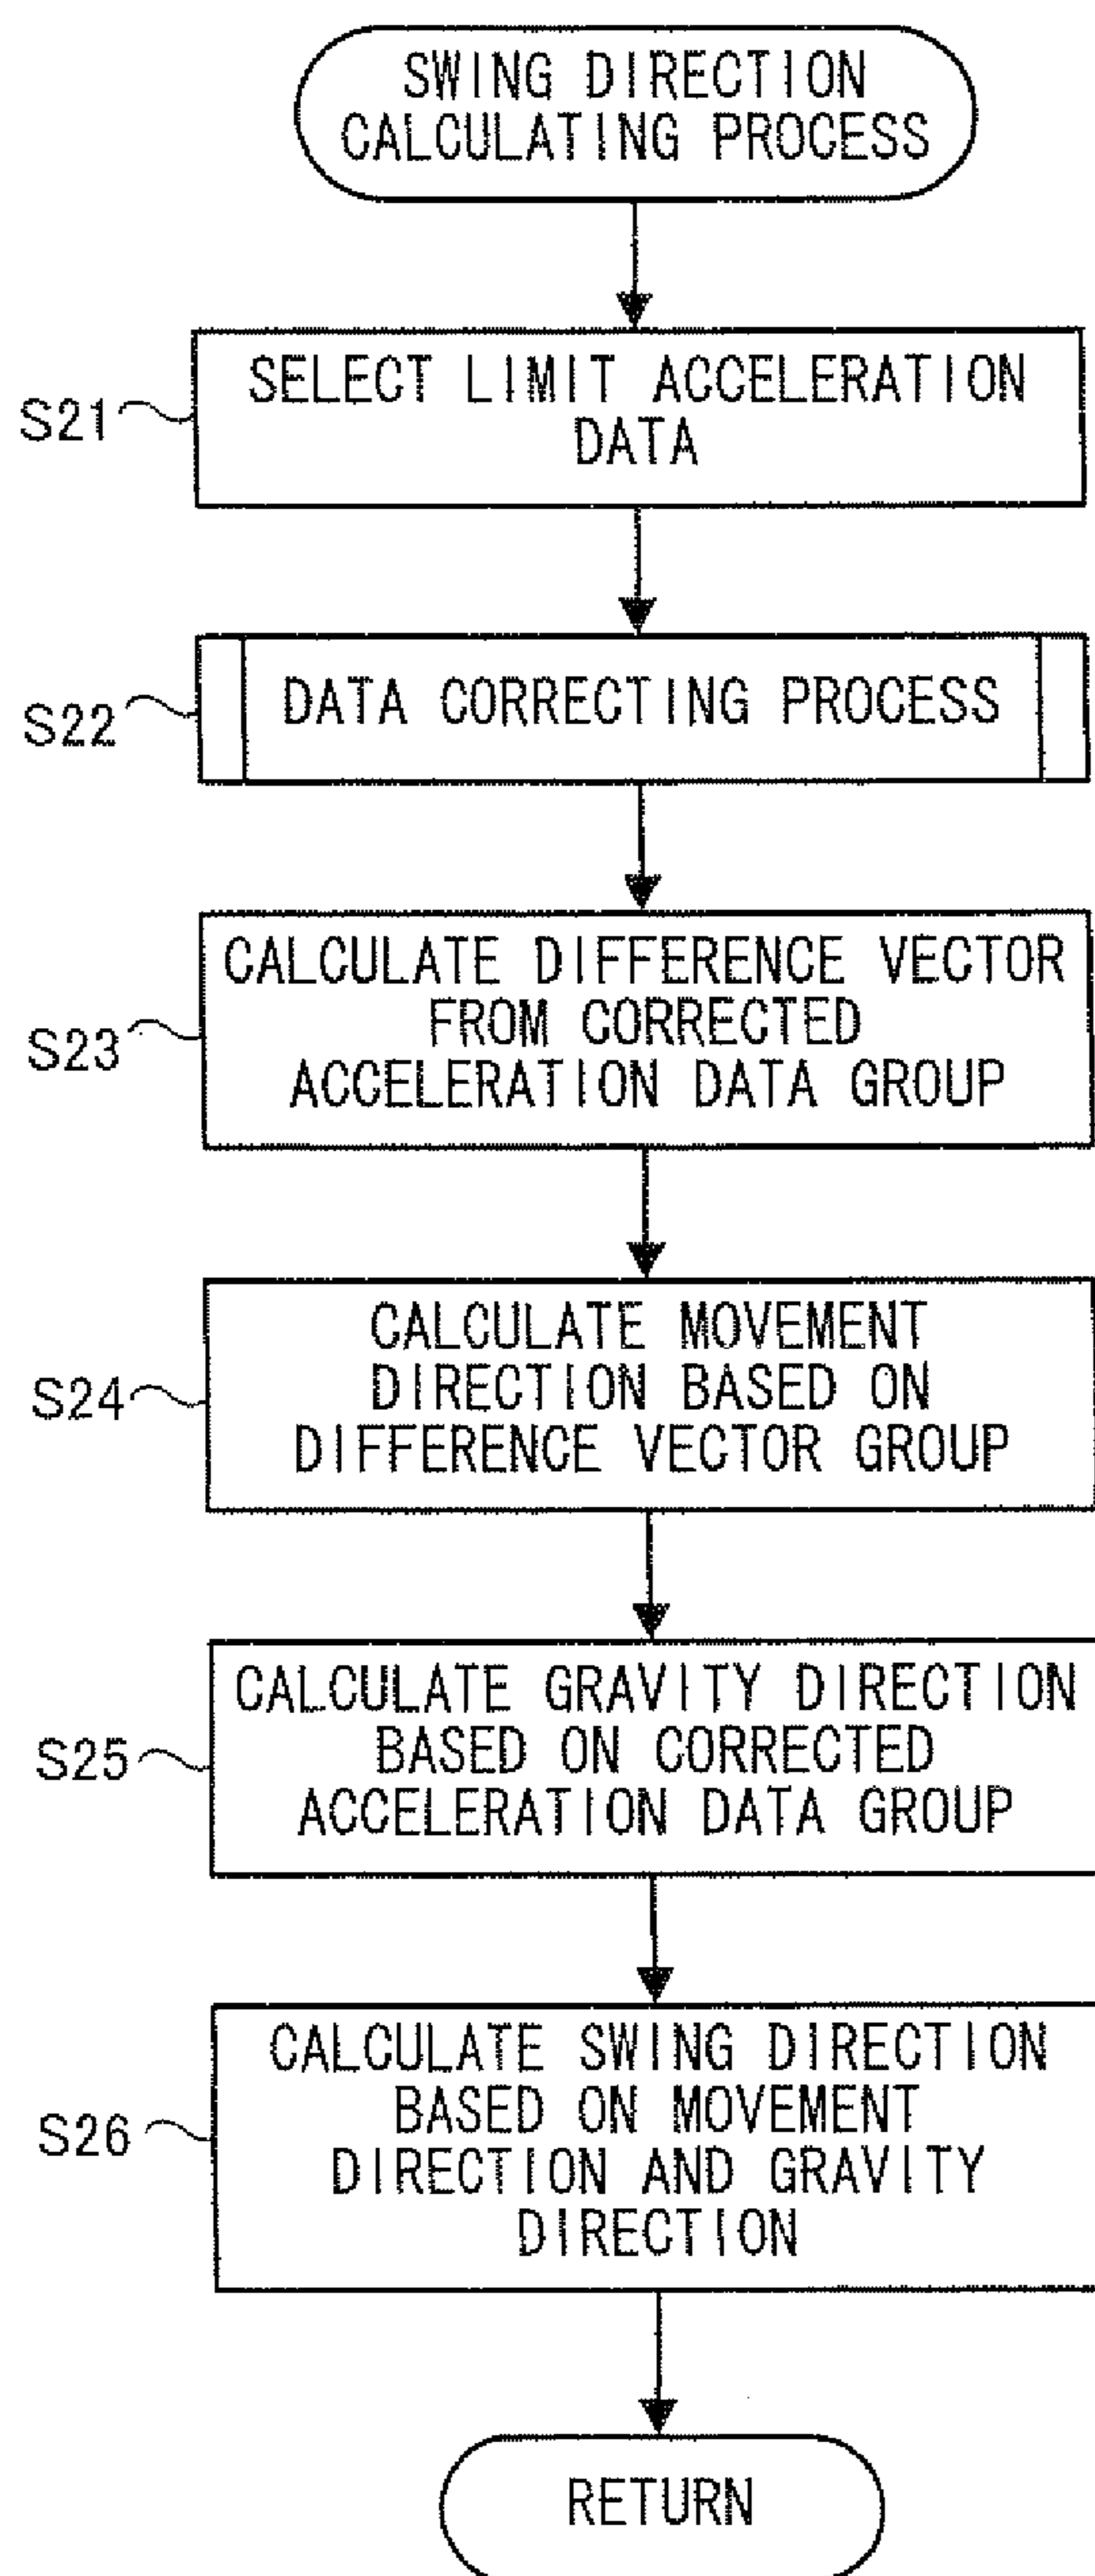 SWING DIRECTION
CALCULATING PROCESS
S21
SELECT LIMIT ACCELERATION
DATA
S22
DATA CORRECTING PROCESS
S23
CALCULATE DIFFERENCE VECTOR
FROM CORRECTED
ACCELERATION DATA GROUP
S24
CALCULATE MOVEMENT
DIRECTION BASED ON
DIFFERENCE VECTOR GROUP
S25
CALCULATE GRAVITY DIRECTION
BASED ON CORRECTED
ACCELERATION DATA GROUP
S26
CALCULATE SWING DIRECTION
BASED ON MOVEMENT
DIRECTION AND GRAVITY
DIRECTION
RETURN